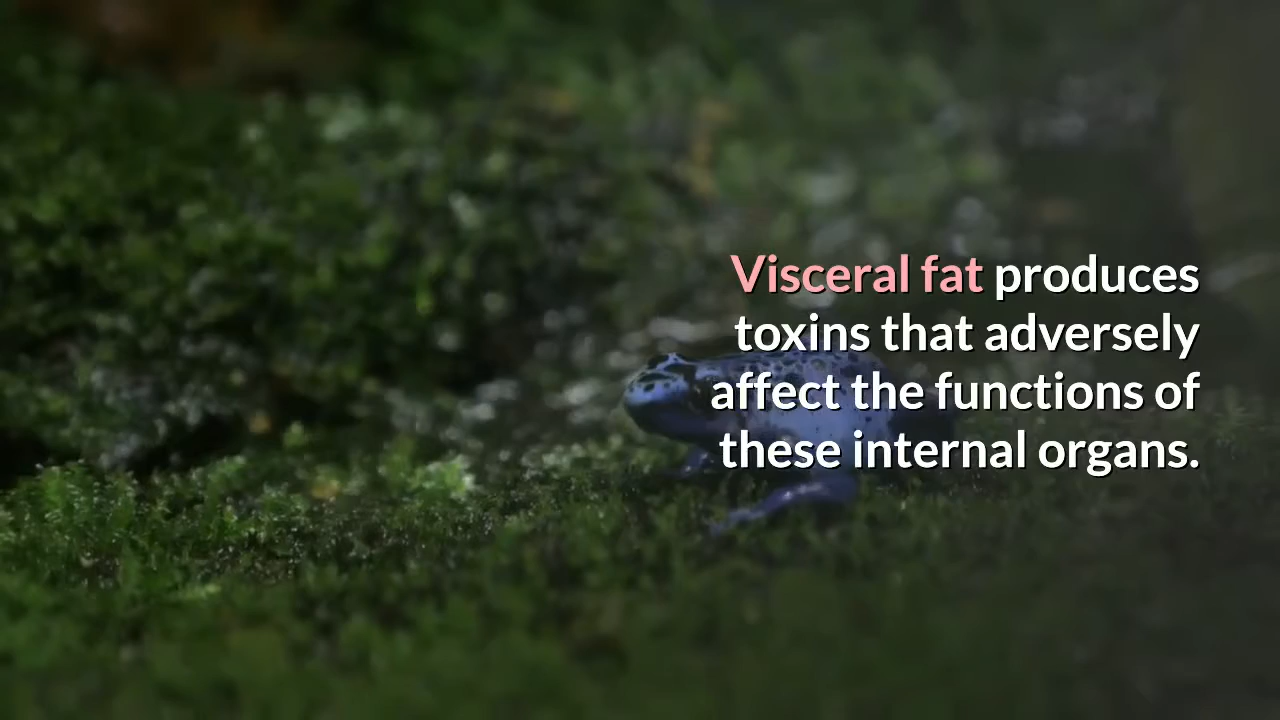 Visceral fat produces
toxins that adversely
affect the functions of
these internal organs.